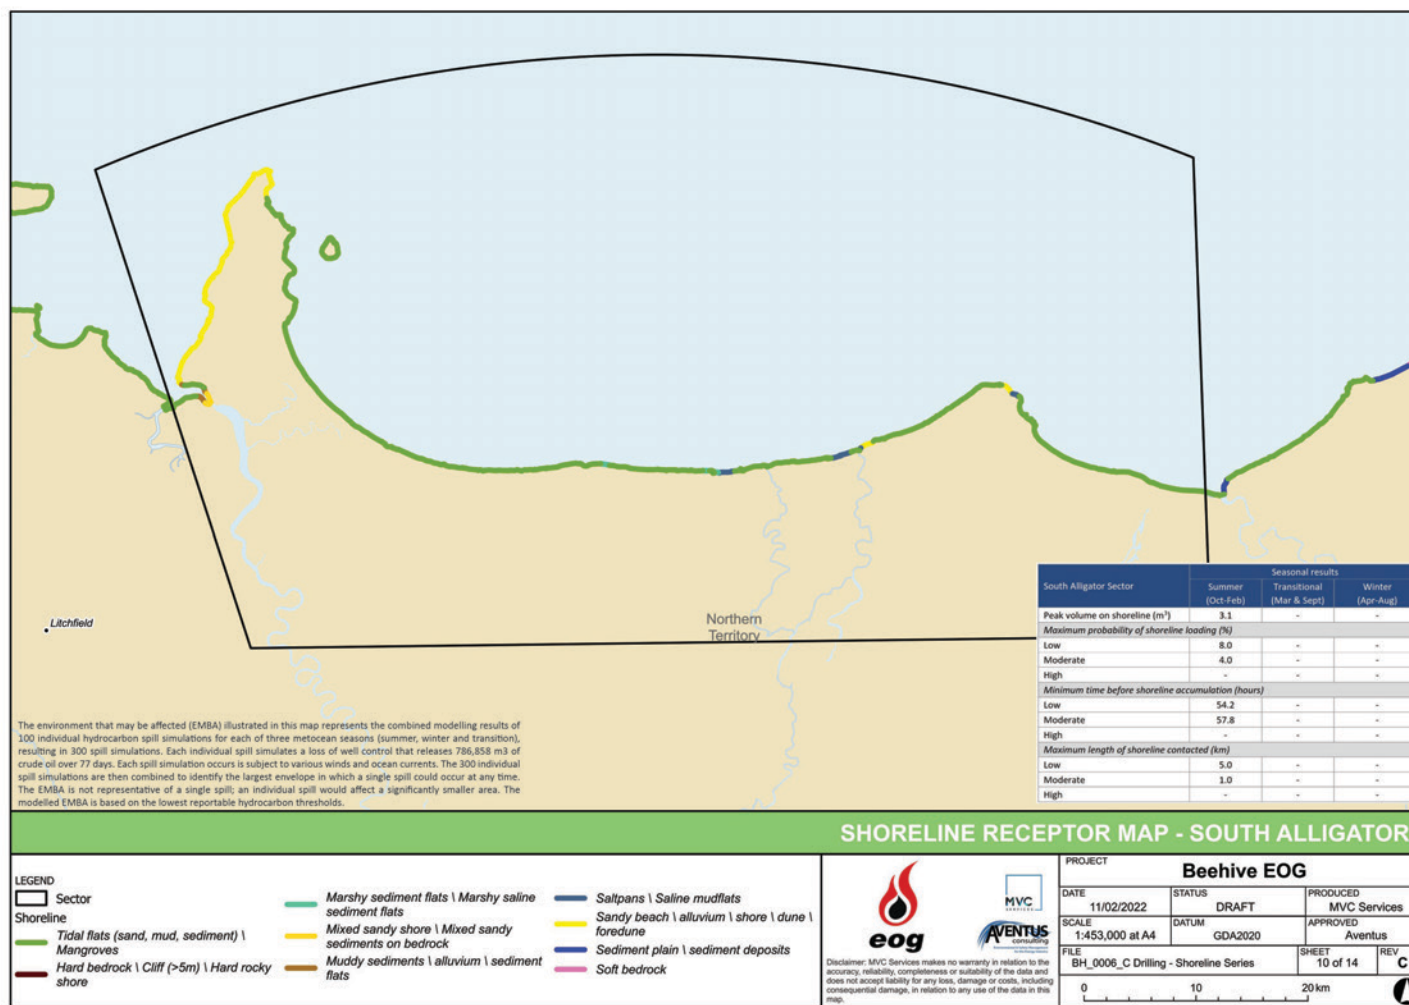 Litchfield
Northern
Territory
South Alligator Sector
Seasonal results
Summer
(Oct-Feb)
Transitional
(Mar & Sept)
Winter
(Apr-Aug)
Peak volume on shoreline (m³) 3.1 - -
Maximum probability of shoreline loading (%)
Low 8.0 - -
Moderate 4.0 - -
High - - -
Minimum time before shoreline accumulation (hours)
Low 54.2 - -
Moderate 57.8 - -
High - - -
Maximum length of shoreline contacted (km)
Low 5.0 - -
Moderate 1.0 - -
High - - -
The environment that may be affected (EMBA) illustrated in this map represents the combined modelling results of
100 individual hydrocarbon spill simulations for each of three metocean seasons (summer, winter and transition),
resulting in 300 spill simulations. Each individual spill simulates a loss of well control that releases 786,858 m3 of
crude oil over 77 days. Each spill simulation occurs is subject to various winds and ocean currents. The 300 individual
spill simulations are then combined to identify the largest envelope in which a single spill could occur at any time.
The EMBA is not representative of a single spill; an individual spill would affect a significantly smaller area. The
modelled EMBA is based on the lowest reportable hydrocarbon thresholds.
SHORELINE RECEPTOR MAP - SOUTH ALLIGATOR
LEGEND
Sector
Shoreline
Tidal flats (sand, mud, sediment) \
Mangroves
Hard bedrock \ Cliff (>5m) \ Hard rocky
shore
Marshy sediment flats \ Marshy saline
sediment flats
Mixed sandy shore \ Mixed sandy
sediments on bedrock
Muddy sediments \ alluvium \ sediment
flats
Saltpans \ Saline mudflats
Sandy beach \ alluvium \ shore \ dune \
foredune
Sediment plain \ sediment deposits
Soft bedrock
eog
MVC
SERVICES
AVENTUS
consulting
Disclaimer: MVC Services makes no warranty in relation to the
accuracy, reliability, completeness or suitability of the data and
does not accept liability for any loss, damage or costs, including
consequential damage, in relation to any use of the data in this
map.
PROJECT
Beehive EOG
DATE
11/02/2022
STATUS
DRAFT
PRODUCED
MVC Services
SCALE
1:453,000 at A4
DATUM
GDA2020
APPROVED
Aventus
FILE
BH_0006_C Drilling - Shoreline Series
SHEET
10 of 14
REV
C
0 10 20 km